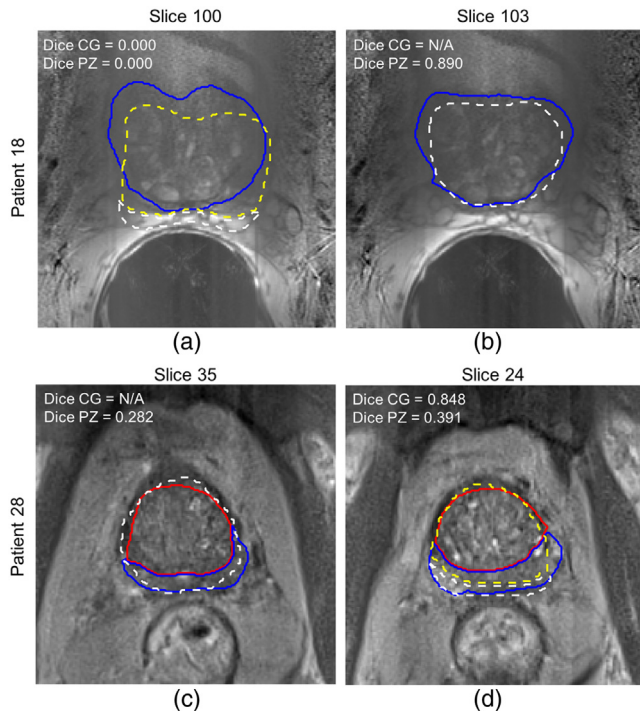 Slice 100
Slice 103
Patient 18
Dice CG = 0.000
Dice PZ = 0.000
Dice CG = N/A
Dice PZ = 0.890
(a)
(b)
Slice 35
Slice 24
Patient 28
Dice CG = N/A
Dice PZ = 0.282
Dice CG = 0.848
Dice PZ = 0.391
(c)
(d)